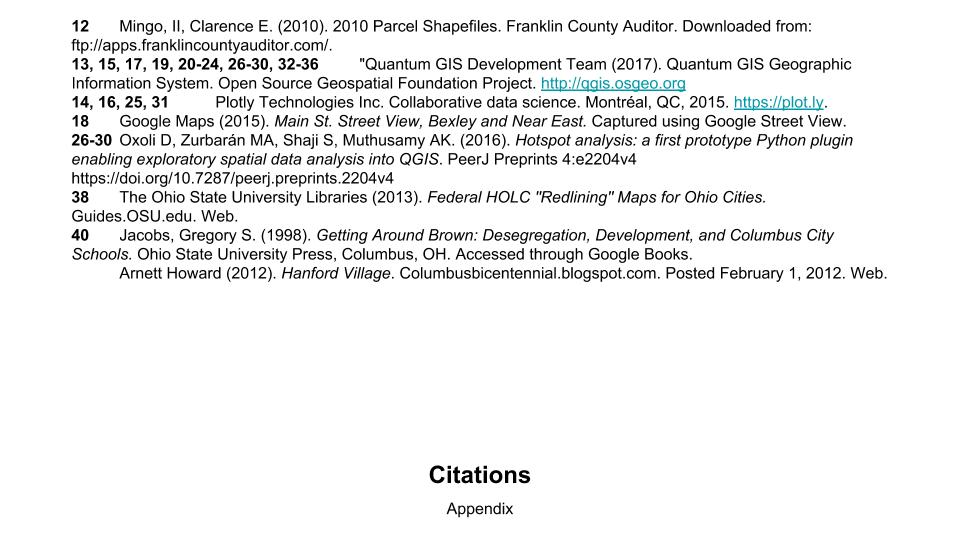 12 Mingo, II, Clarence E. (2010). 2010 Parcel Shapefiles. Franklin County Auditor. Downloaded from:
ftp://apps.franklincountyauditor.com/.
13, 15, 17, 19, 20-24, 26-30, 32-36 "Quantum GIS Development Team (2017). Quantum GIS Geographic
Information System. Open Source Geospatial Foundation Project. http://qgis.osgeo.org
14, 16, 25, 31 Plotly Technologies Inc. Collaborative data science. Montréal, QC, 2015. https://plot.ly.
18 Google Maps (2015). Main St. Street View, Bexley and Near East. Captured using Google Street View.
26-30 Oxoli D, Zurbarán MA, Shaji S, Muthusamy AK. (2016). Hotspot analysis: a first prototype Python plugin
enabling exploratory spatial data analysis into QGIS. PeerJ Preprints 4:e2204v4
https://doi.org/10.7287/peerj.preprints.2204v4
38 The Ohio State University Libraries (2013). Federal HOLC "Redlining" Maps for Ohio Cities.
Guides.OSU.edu. Web.
40 Jacobs, Gregory S. (1998). Getting Around Brown: Desegregation, Development, and Columbus City
Schools. Ohio State University Press, Columbus, OH. Accessed through Google Books.
Arnett Howard (2012). Hanford Village. Columbusbicentennial.blogspot.com. Posted February 1, 2012. Web.
Citations
Appendix